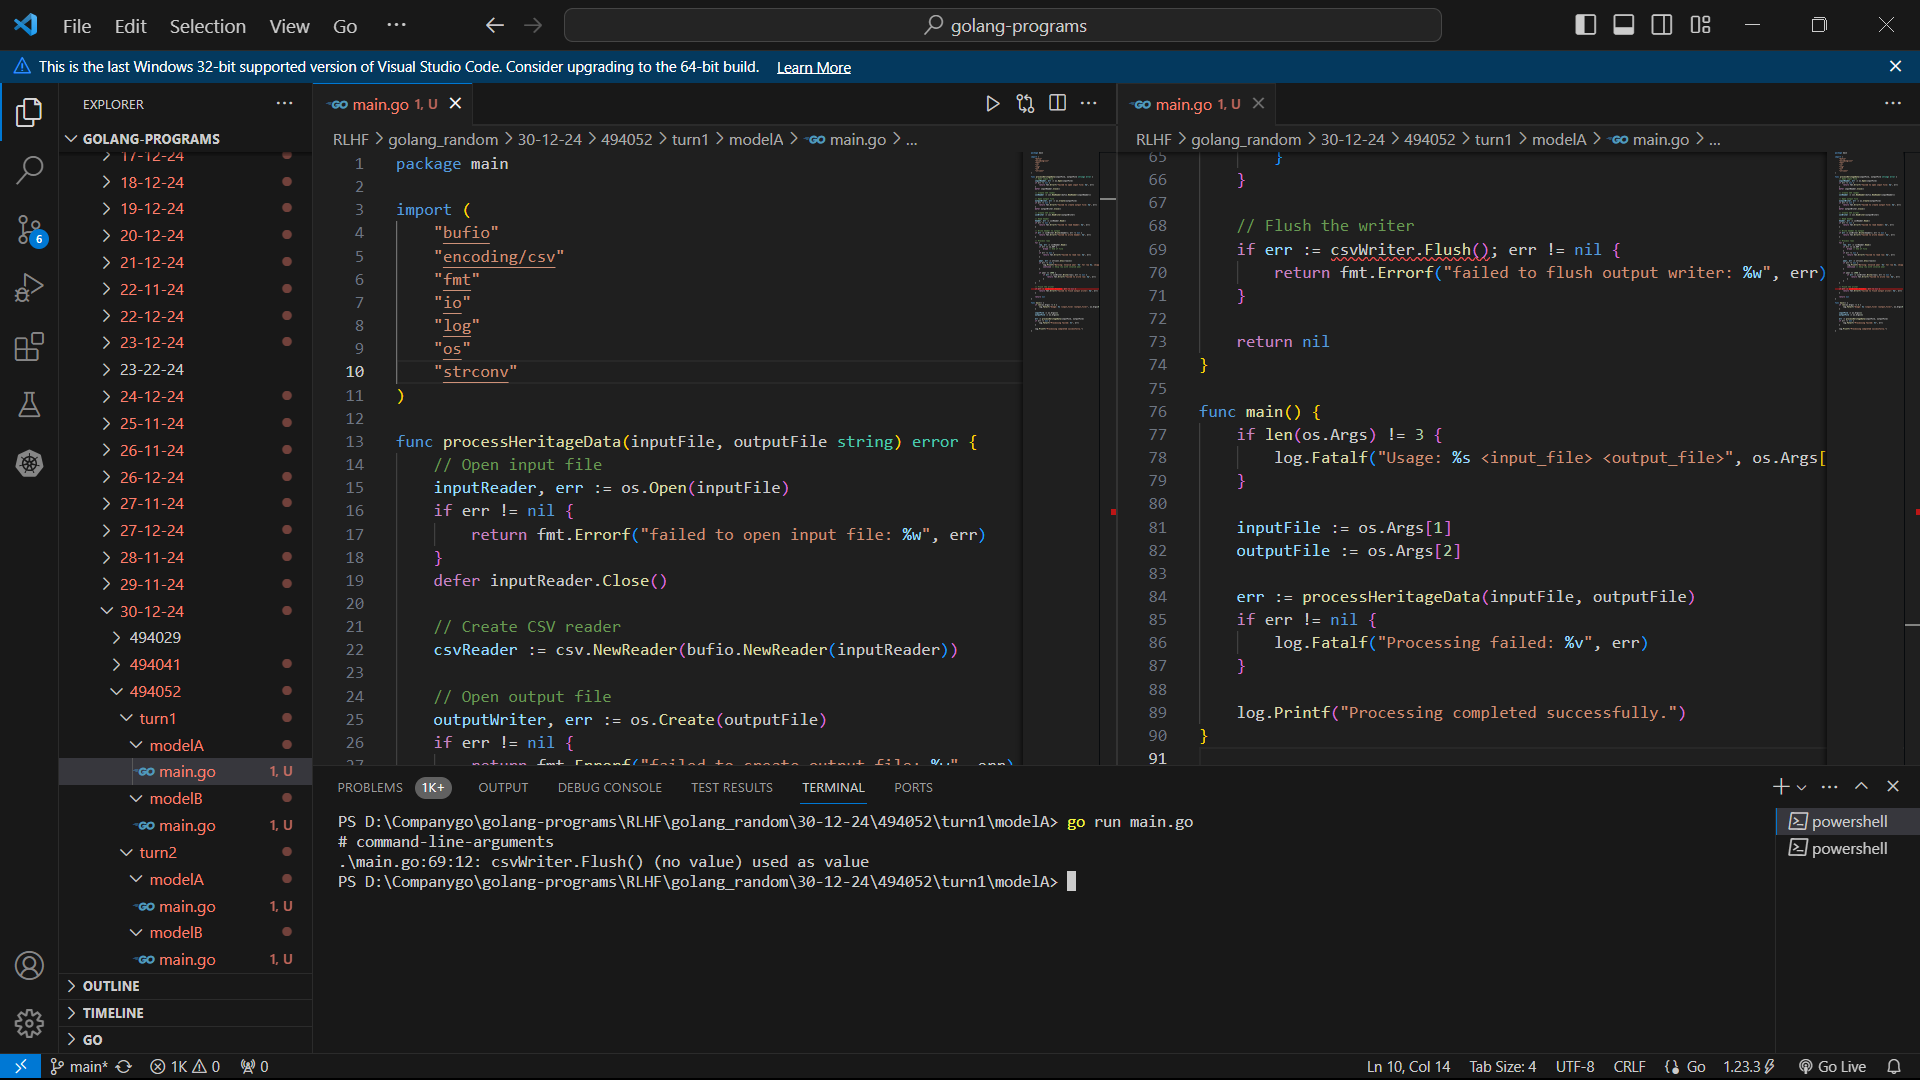 File Edit Selection View Go ···
golang-programs
This is the last Windows 32-bit supported version of Visual Studio Code. Consider upgrading to the 64-bit build. Learn More
EXPLORER
GOLANG-PROGRAMS
17-12-24
18-12-24
19-12-24
20-12-24
21-12-24
22-11-24
22-12-24
23-12-24
23-22-24
24-12-24
25-11-24
26-11-24
26-12-24
27-11-24
27-12-24
28-11-24
29-11-24
30-12-24
494029
494041
494052
turn1
modelA
main.go 1, U
modelB
main.go 1, U
turn2
modelA
main.go 1, U
modelB
main.go 1, U
OUTLINE
TIMELINE
GO
6
main.go 1, U
RLHF > golang_random > 30-12-24 > 494052 > turn1 > modelA > main.go > ...
1 package main
2
3 import (
4 "bufio"
5 "encoding/csv"
6 "fmt"
7 "io"
8 "log"
9 "os"
10 "strconv"
11 )
12
13 func processHeritageData(inputFile, outputFile string) error {
14 // Open input file
15 inputReader, err := os.Open(inputFile)
16 if err != nil {
17 return fmt.Errorf("failed to open input file: %w", err)
18 }
19 defer inputReader.Close()
20
21 // Create CSV reader
22 csvReader := csv.NewReader(bufio.NewReader(inputReader))
23
24 // Open output file
25 outputWriter, err := os.Create(outputFile)
26 if err != nil {
27 return fmt.Errorf("failed to create output file: %w", err)
main.go 1, U
RLHF > golang_random > 30-12-24 > 494052 > turn1 > modelA > main.go > ...
65 }
66 }
67
68 // Flush the writer
69 if err := csvWriter.Flush(); err != nil {
70 return fmt.Errorf("failed to flush output writer: %w", err)
71 }
72
73 return nil
74 }
75
76 func main() {
77 if len(os.Args) != 3 {
78 log.Fatalf("Usage: %s <input_file> <output_file>", os.Args[
79 }
80
81 inputFile := os.Args[1]
82 outputFile := os.Args[2]
83
84 err := processHeritageData(inputFile, outputFile)
85 if err != nil {
86 log.Fatalf("Processing failed: %v", err)
87 }
88
89 log.Printf("Processing completed successfully.")
90 }
91
PROBLEMS 1K+ OUTPUT DEBUG CONSOLE TEST RESULTS TERMINAL PORTS
PS D:\Companygo\golang-programs\RLHF\golang_random\30-12-24\494052\turn1\modelA> go run main.go
# command-line-arguments
.\main.go:69:12: csvWriter.Flush() (no value) used as value
PS D:\Companygo\golang-programs\RLHF\golang_random\30-12-24\494052\turn1\modelA>
powershell
powershell
main* 1K 0 0 Ln 10, Col 14 Tab Size: 4 UTF-8 CRLF Go 1.23.3 Go Live